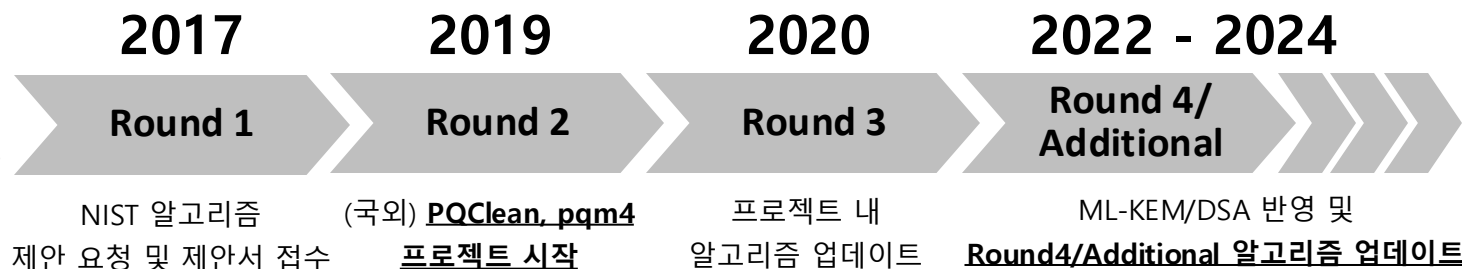 2017
2019
2020
2022 - 2024
Round 1
Round 2
Round 3
Round 4/
Additional
NIST 알고리즘
제안 요청 및 제안서 접수
(국외) PQClean, pqm4
프로젝트 시작
프로젝트 내
알고리즘 업데이트
ML-KEM/DSA 반영 및
Round4/Additional 알고리즘 업데이트